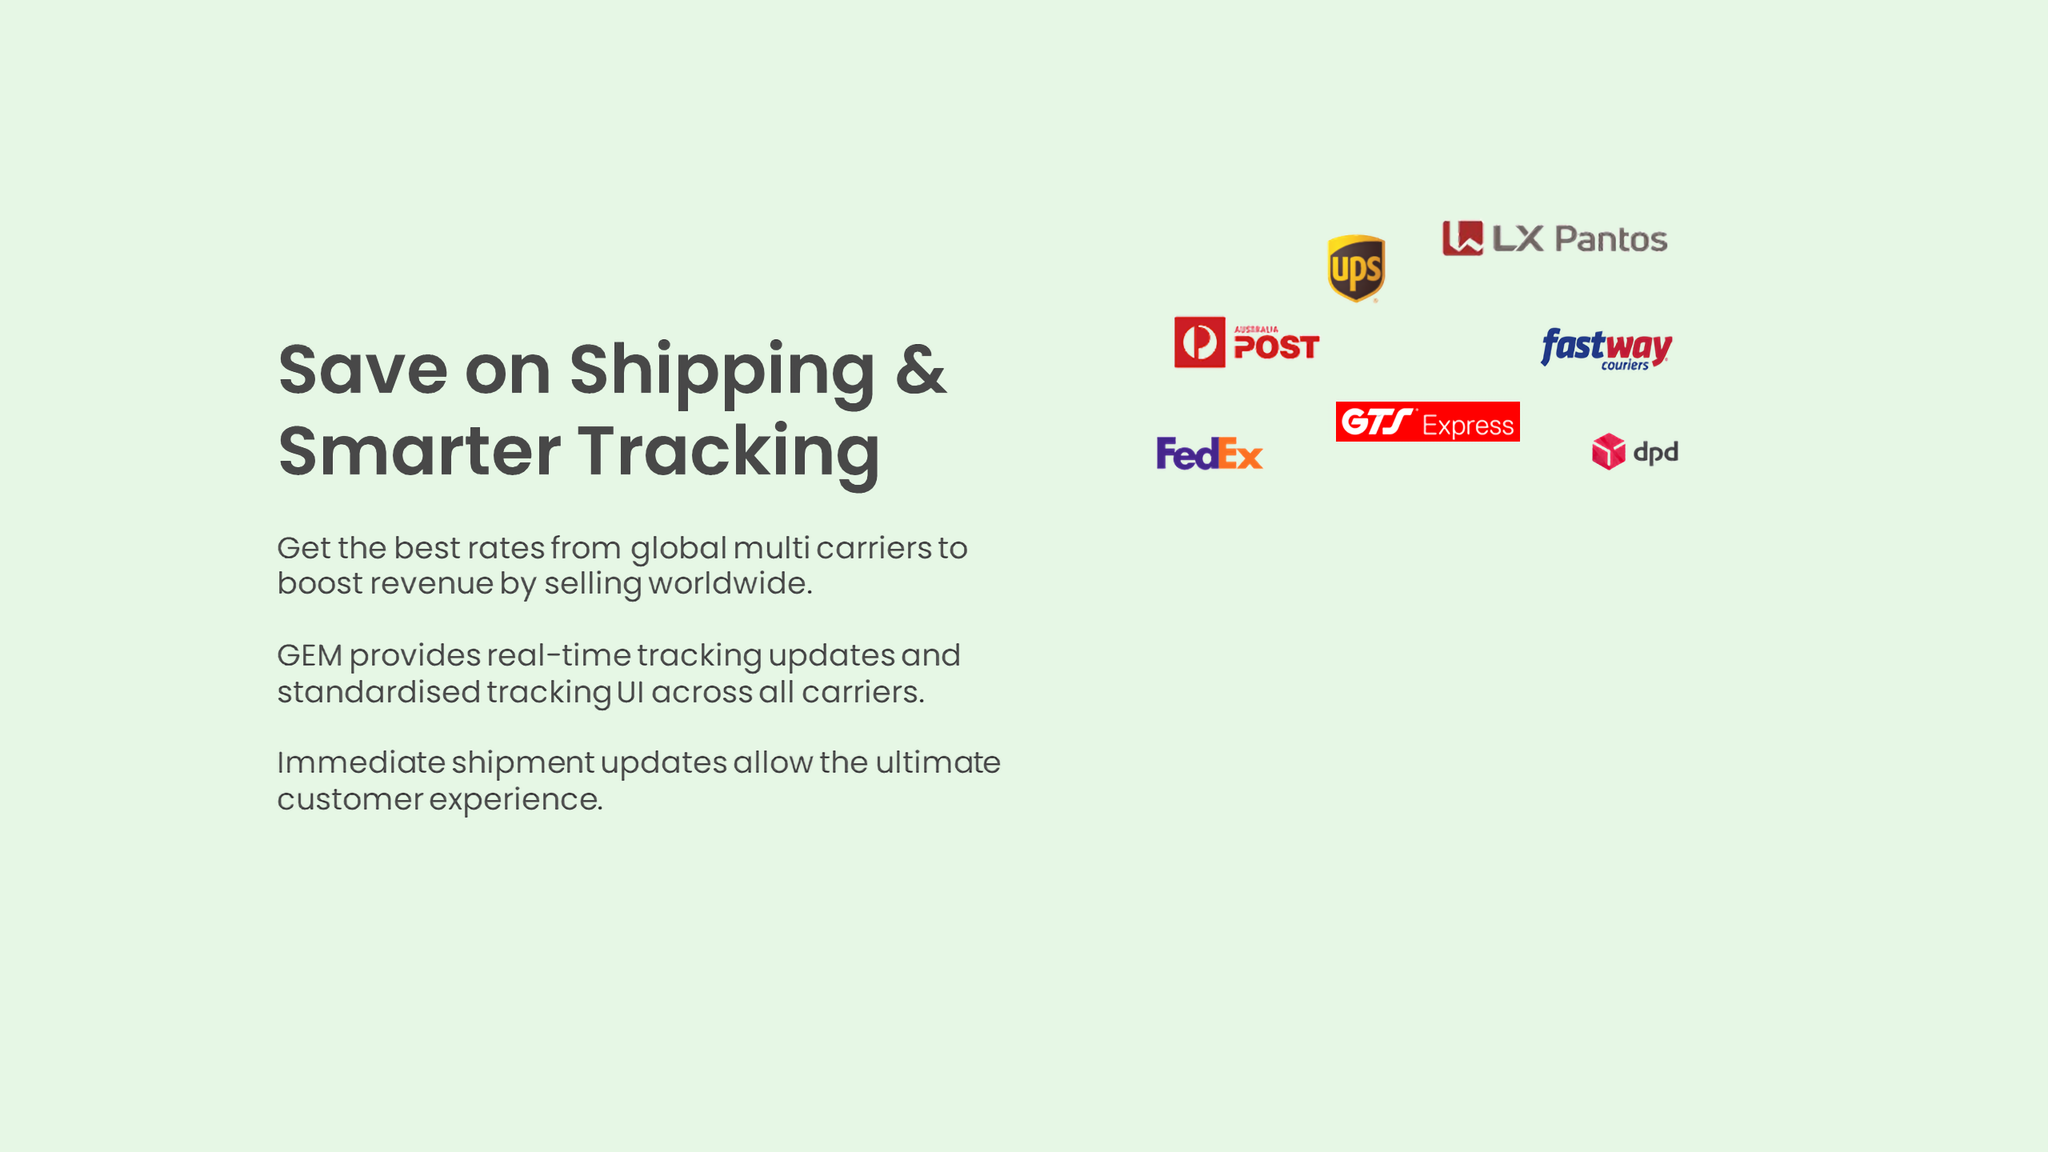 Save on Shipping &
Smarter Tracking
Get the best rates from global multi carriers to
boost revenue by selling worldwide.
GEM provides real-time tracking updates and
standardised tracking UI across all carriers.
Immediate shipment updates allow the ultimate
customer experience.
LX Pantos
ups
AUSTRALIA
POST
fastway
couriers
GTS Express
FedEx
dpd